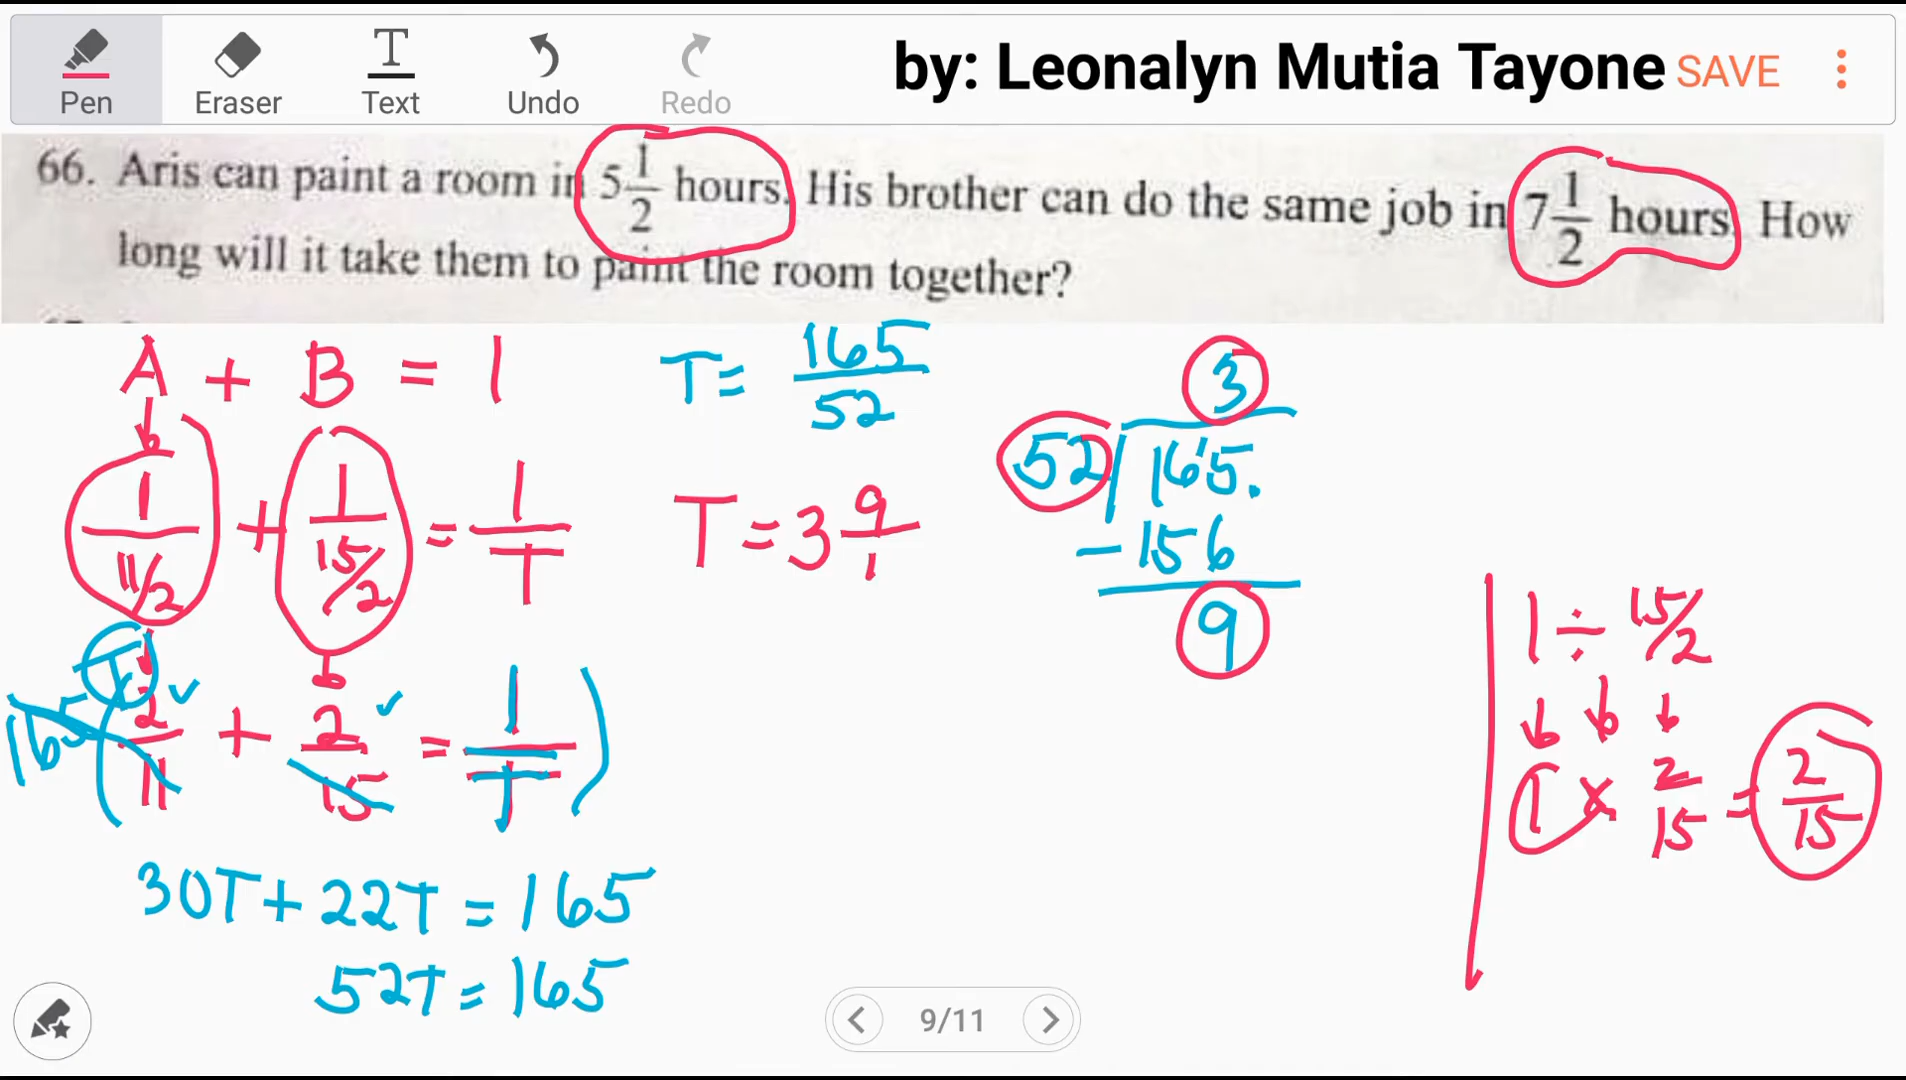 Pen Eraser Text Undo Redo by: Leonalyn Mutia Tayone SAVE
66. Aris can paint a room in 5 1/2 hours. His brother can do the same job in 7 1/2 hours. How
long will it take them to paint the room together?
A + B = 1
1/(11/2) + 1/(15/2) = 1/T
165T(2/11 + 2/15 = 1/T)
30T + 22T = 165
52T = 165
T = 165/52
T = 3 9/
3
52 165.
- 156
9
1 ÷ 15/2
1 × 2/15 = 2/15
9/11